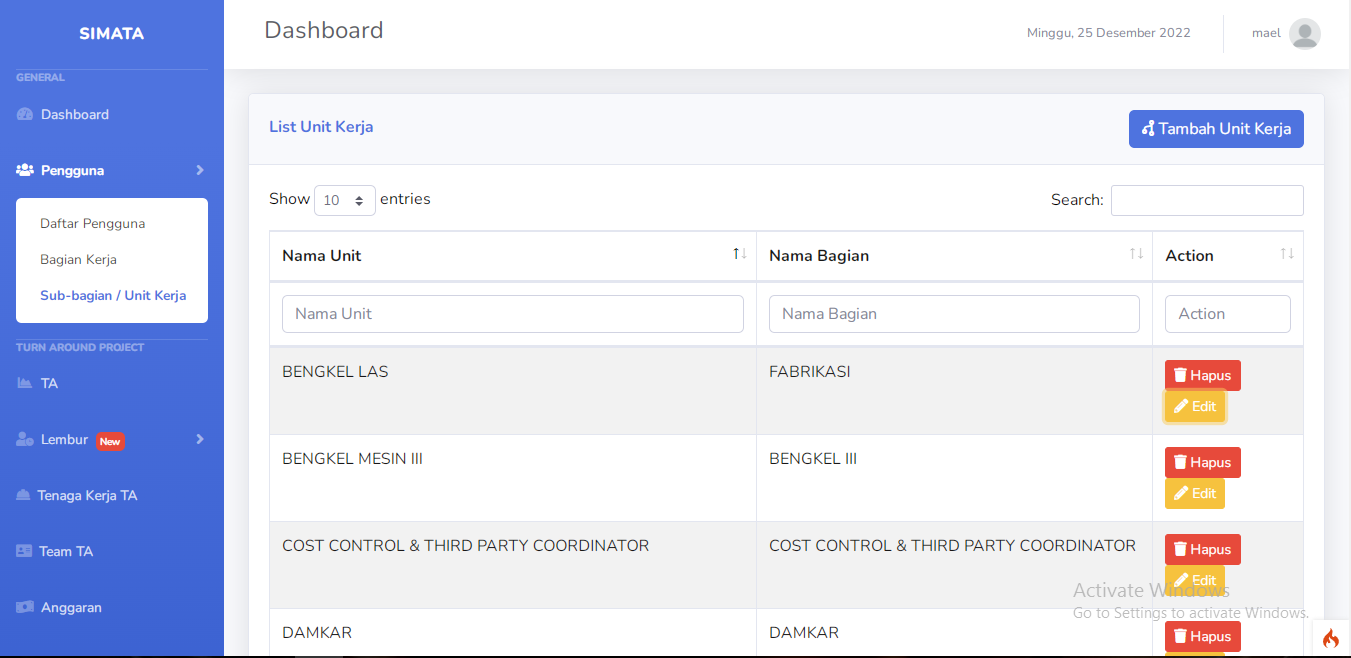 SIMATA
Dashboard
Minggu, 25 Desember 2022
mael
GENERAL
Dashboard
Pengguna
Daftar Pengguna
Bagian Kerja
Sub-bagian / Unit Kerja
TURN AROUND PROJECT
TA
Lembur New
Tenaga Kerja TA
Team TA
Anggaran
List Unit Kerja
Tambah Unit Kerja
Show 10 entries
Search:
Nama Unit Nama Bagian Action
Nama Unit Nama Bagian Action
BENGKEL LAS FABRIKASI Hapus
Edit
BENGKEL MESIN III BENGKEL III Hapus
Edit
COST CONTROL & THIRD PARTY COORDINATOR COST CONTROL & THIRD PARTY COORDINATOR Hapus
Edit
Activate Windows
Go to Settings to activate Windows.
DAMKAR DAMKAR Hapus